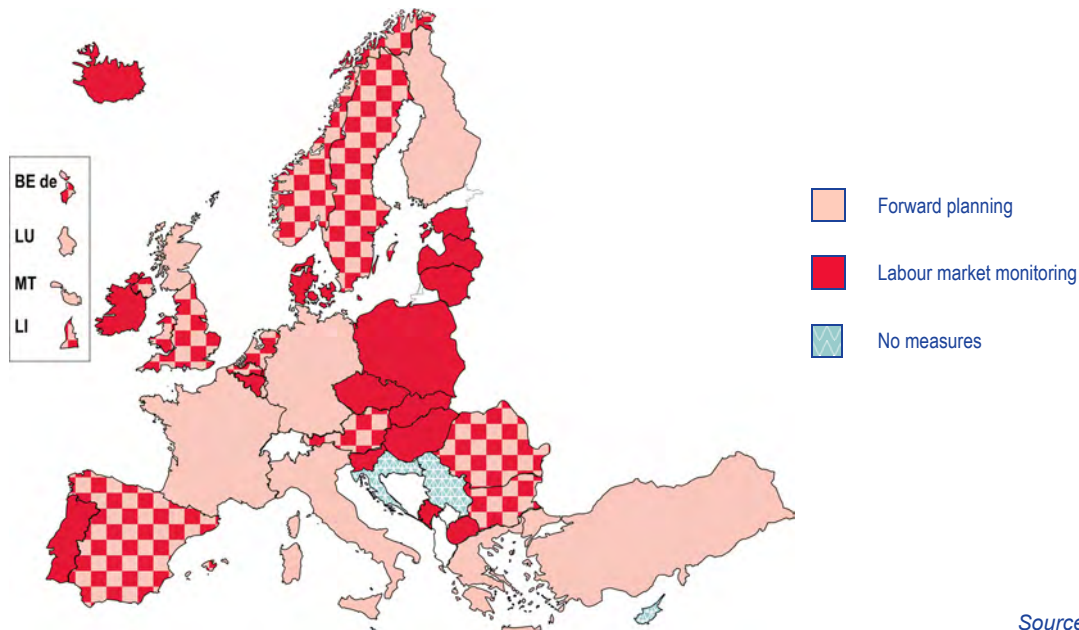 BE de
LU
MT
LI
Forward planning
Labour market monitoring
No measures
Source